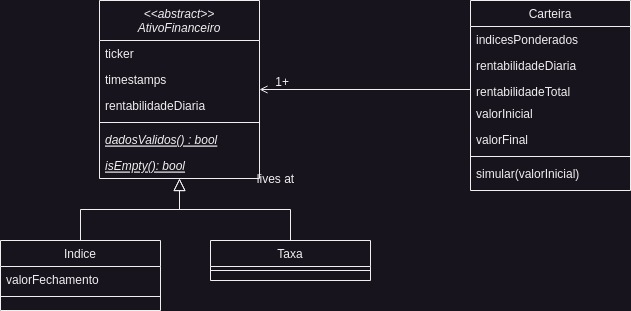 <<abstract>>
AtivoFinanceiro
ticker
timestamps
rentabilidadeDiaria
dadosValidos() : bool
isEmpty(): bool
1+
lives at
Carteira
indicesPonderados
rentabilidadeDiaria
rentabilidadeTotal
valorInicial
valorFinal
simular(valorInicial)
Indice
valorFechamento
Taxa